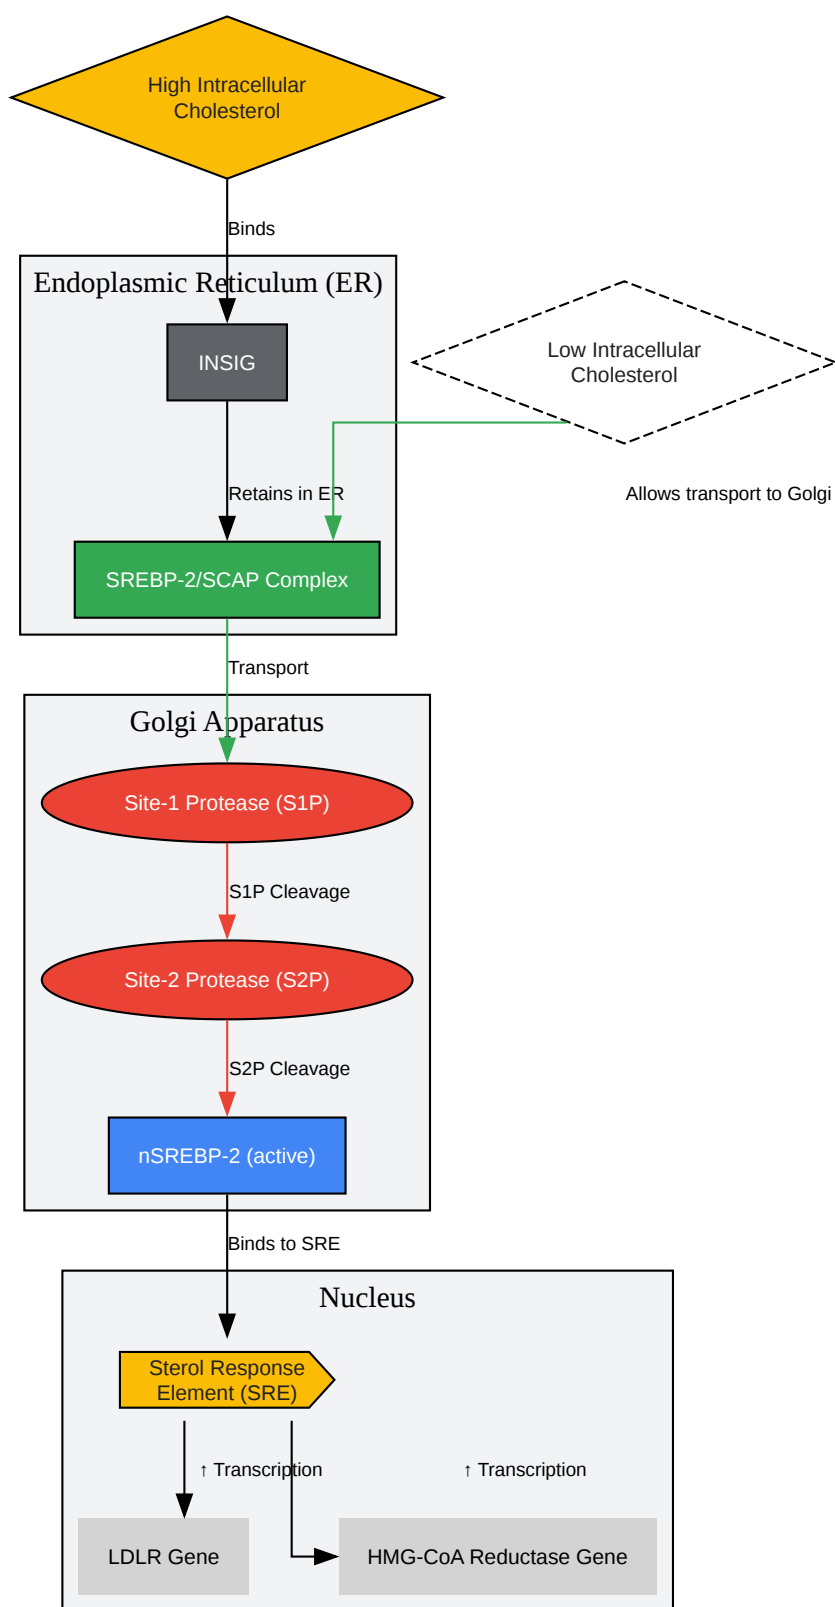 High Intracellular
Cholesterol
Binds
Endoplasmic Reticulum (ER)
INSIG
Low Intracellular
Cholesterol
Retains in ER
Allows transport to Golgi
SREBP-2/SCAP Complex
Transport
Golgi Apparatus
Site-1 Protease (S1P)
S1P Cleavage
Site-2 Protease (S2P)
S2P Cleavage
nSREBP-2 (active)
Binds to SRE
Nucleus
Sterol Response
Element (SRE)
↑ Transcription
↑ Transcription
LDLR Gene
HMG-CoA Reductase Gene